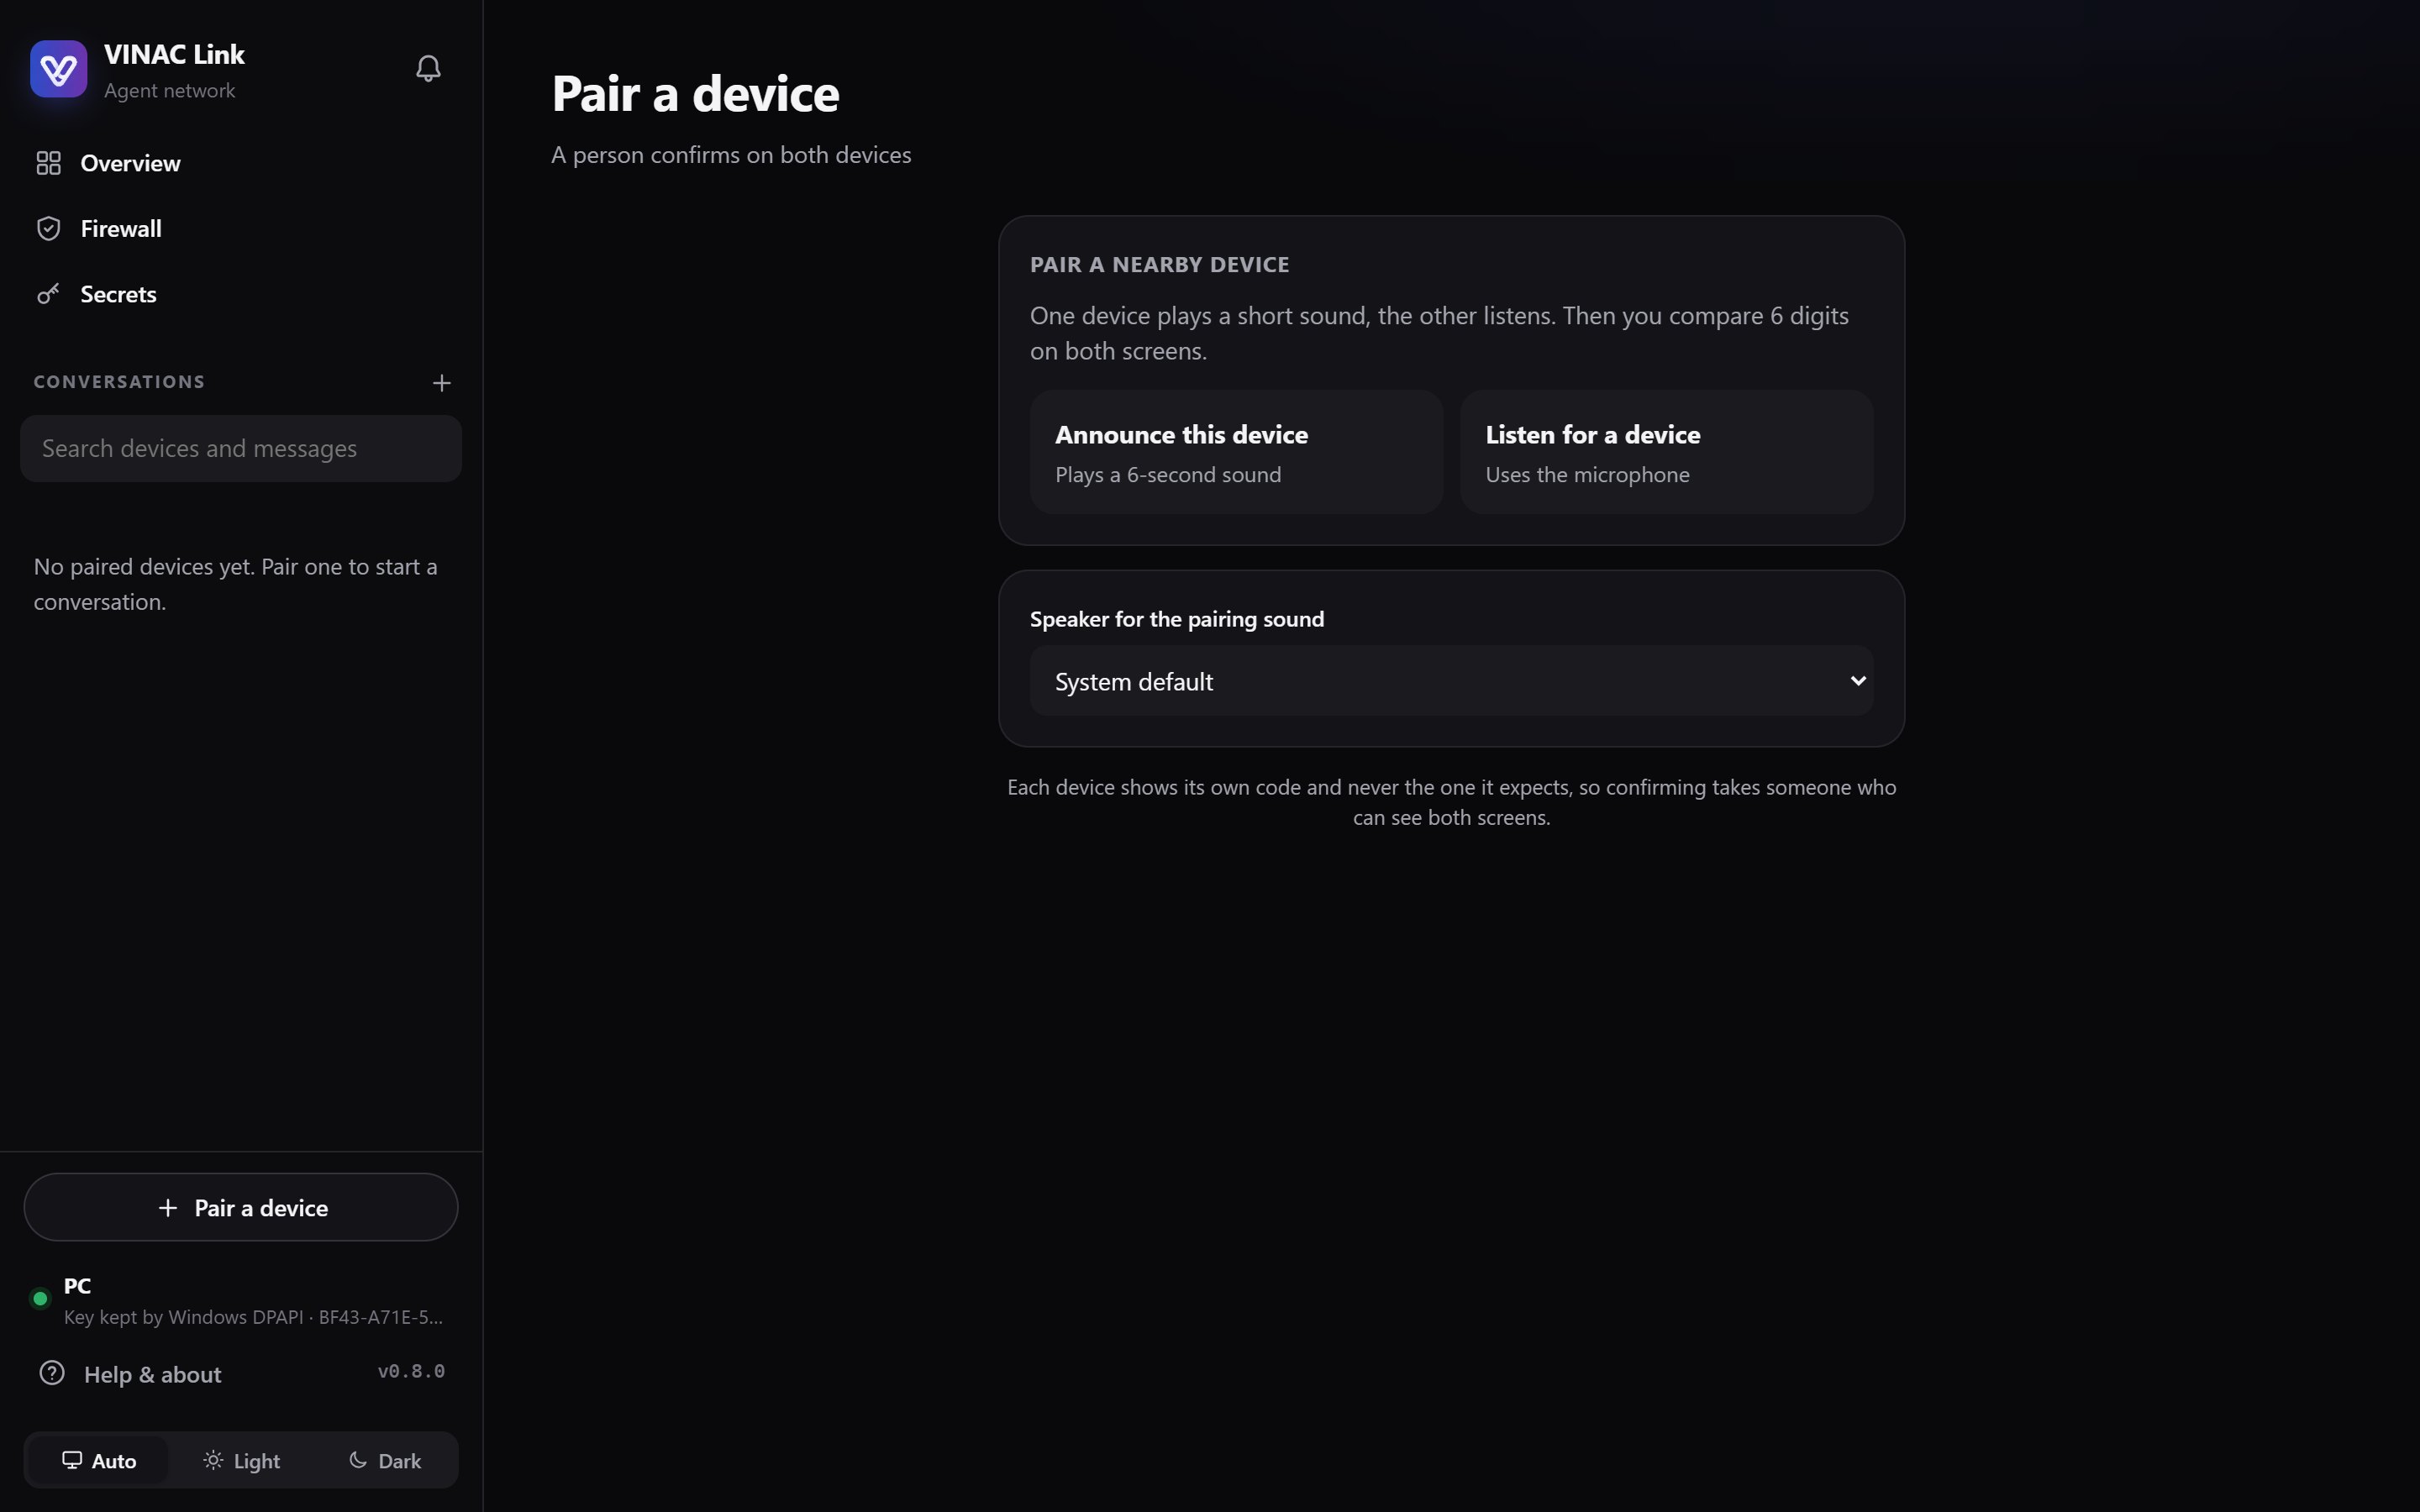 VINAC Link
Agent network
Overview
Firewall
Secrets
CONVERSATIONS
Search devices and messages
No paired devices yet. Pair one to start a
conversation.
Pair a device
PC
Key kept by Windows DPAPI · BF43-A71E-5...
Help & about
v0.8.0
Auto
Light
Dark
Pair a device
A person confirms on both devices
PAIR A NEARBY DEVICE
One device plays a short sound, the other listens. Then you compare 6 digits
on both screens.
Announce this device
Plays a 6-second sound
Listen for a device
Uses the microphone
Speaker for the pairing sound
System default
Each device shows its own code and never the one it expects, so confirming takes someone who
can see both screens.